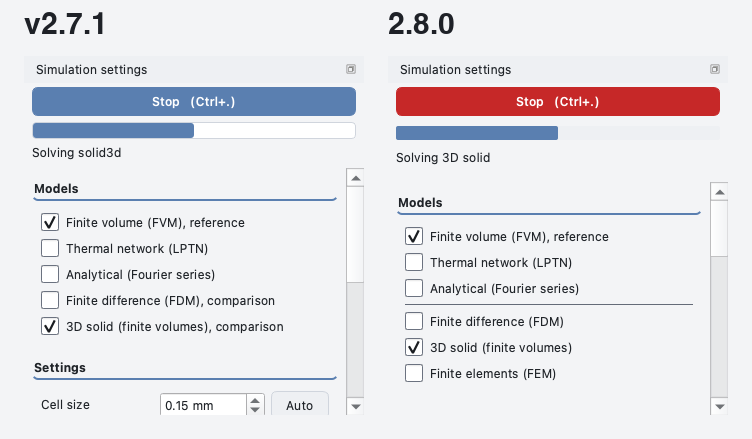 v2.7.1
Simulation settings
Stop (Ctrl+.)
Solving solid3d
Models
Finite volume (FVM), reference
Thermal network (LPTN)
Analytical (Fourier series)
Finite difference (FDM), comparison
3D solid (finite volumes), comparison
Settings
Cell size
0.15 mm
Auto
2.8.0
Simulation settings
Stop (Ctrl+.)
Solving 3D solid
Models
Finite volume (FVM), reference
Thermal network (LPTN)
Analytical (Fourier series)
Finite difference (FDM)
3D solid (finite volumes)
Finite elements (FEM)